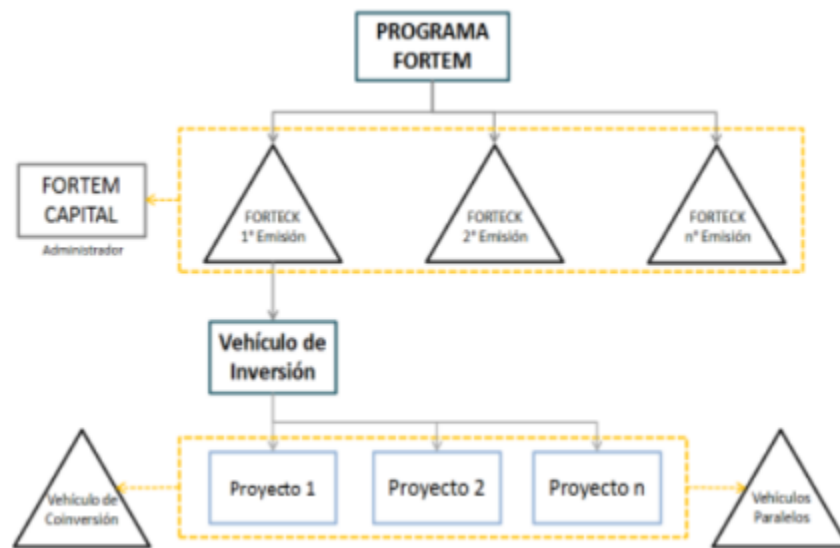 PROGRAMA
FORTEM
FORTEM
CAPITAL
Administrador
FORTECK
1° Emisión
FORTECK
2° Emisión
FORTECK
n° Emisión
Vehículo de
Inversión
Vehículo de
Coinversión
Proyecto 1
Proyecto 2
Proyecto n
Vehículos
Paralelos